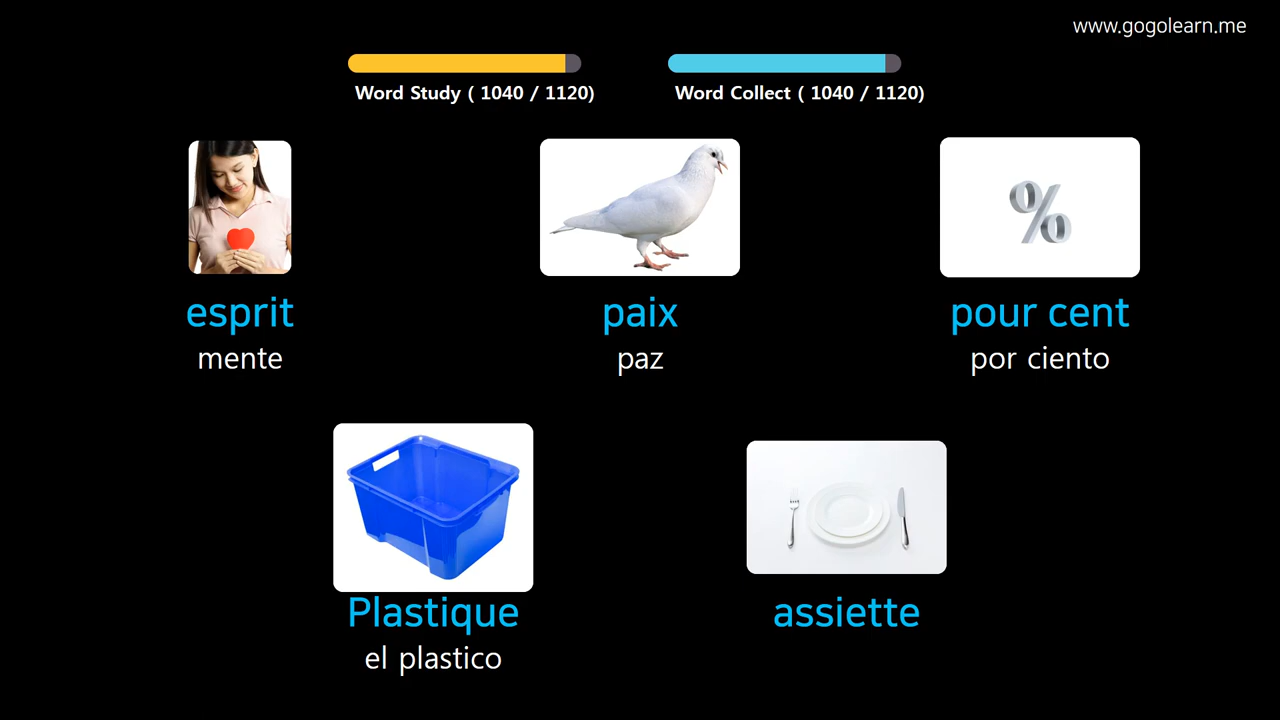 www.gogolearn.me
Word Study ( 1040 / 1120)
Word Collect ( 1040 / 1120)
esprit
mente
paix
paz
%
pour cent
por ciento
Plastique
el plastico
assiette